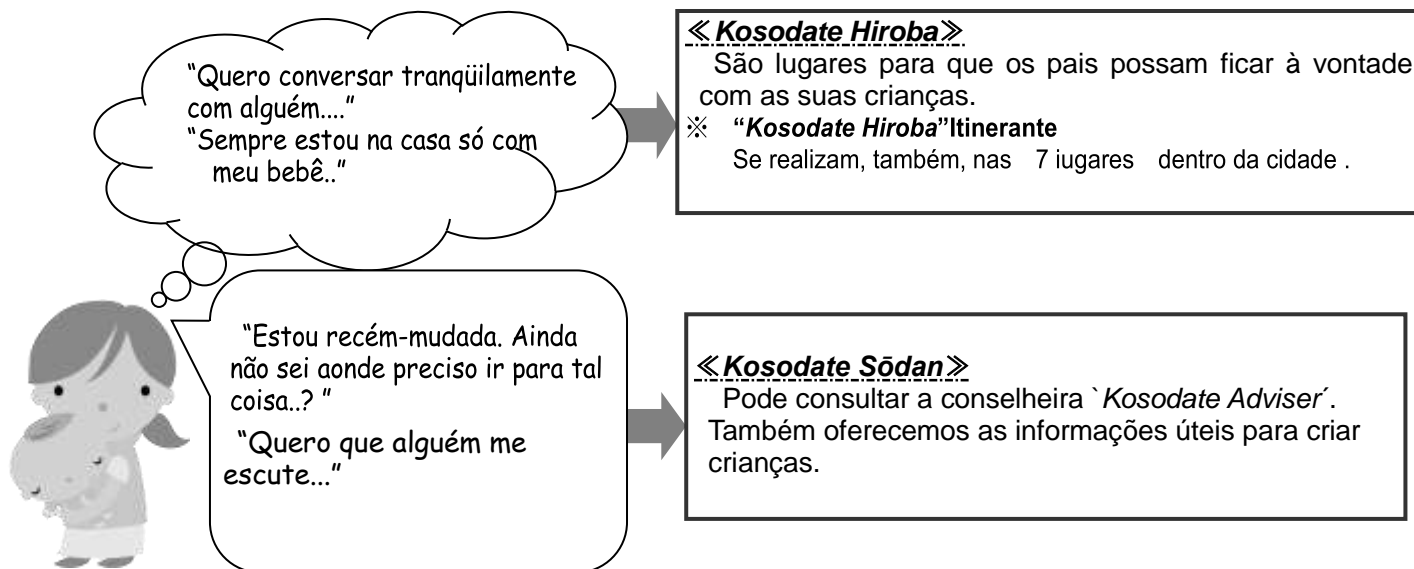 “Quero conversar tranqüilamente
com alguém....”
“Sempre estou na casa só com
meu bebê..”
≪Kosodate Hiroba≫
São lugares para que os pais possam ficar à vontade
com as suas crianças.
※ “Kosodate Hiroba”Itinerante
Se realizam, também, nas 7 iugares dentro da cidade .
“Estou recém-mudada. Ainda
não sei aonde preciso ir para tal
coisa..? ”
“Quero que alguém me
escute...”
≪Kosodate Sōdan≫
Pode consultar a conselheira `Kosodate Adviser´.
Também oferecemos as informações úteis para criar
crianças.